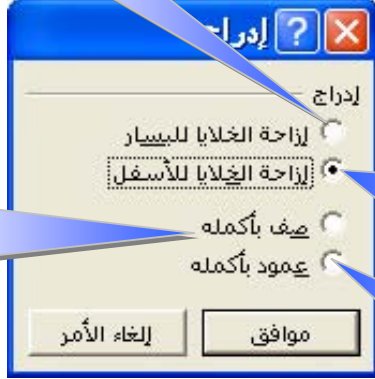 إدراج
إدراج
إزاحة الخلايا لليسار
إزاحة الخلايا للأسفل
صف بأكمله
عمود بأكمله
موافق
إلغاء الأمر